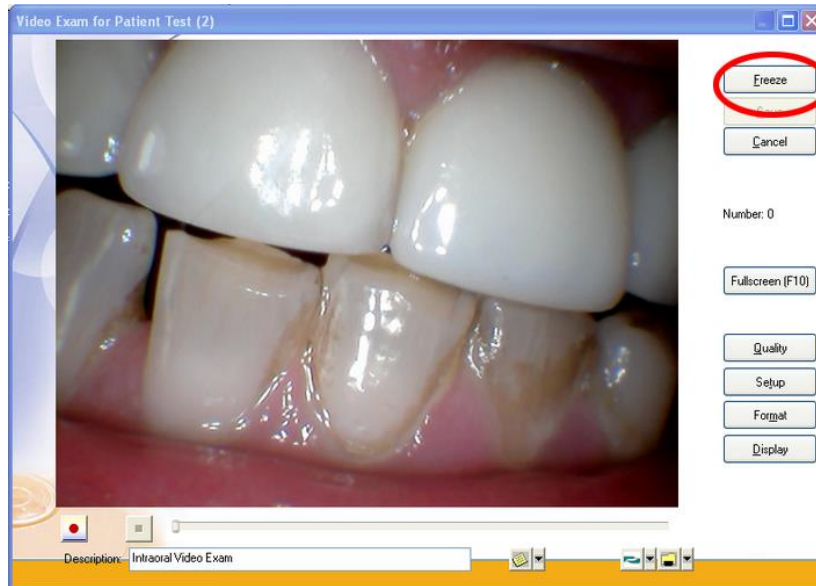 Video Exam for Patient Test (2)
Freeze
Save
Cancel
Number: 0
Fullscreen (F10)
Quality
Setup
Format
Display
Description: Intraoral Video Exam